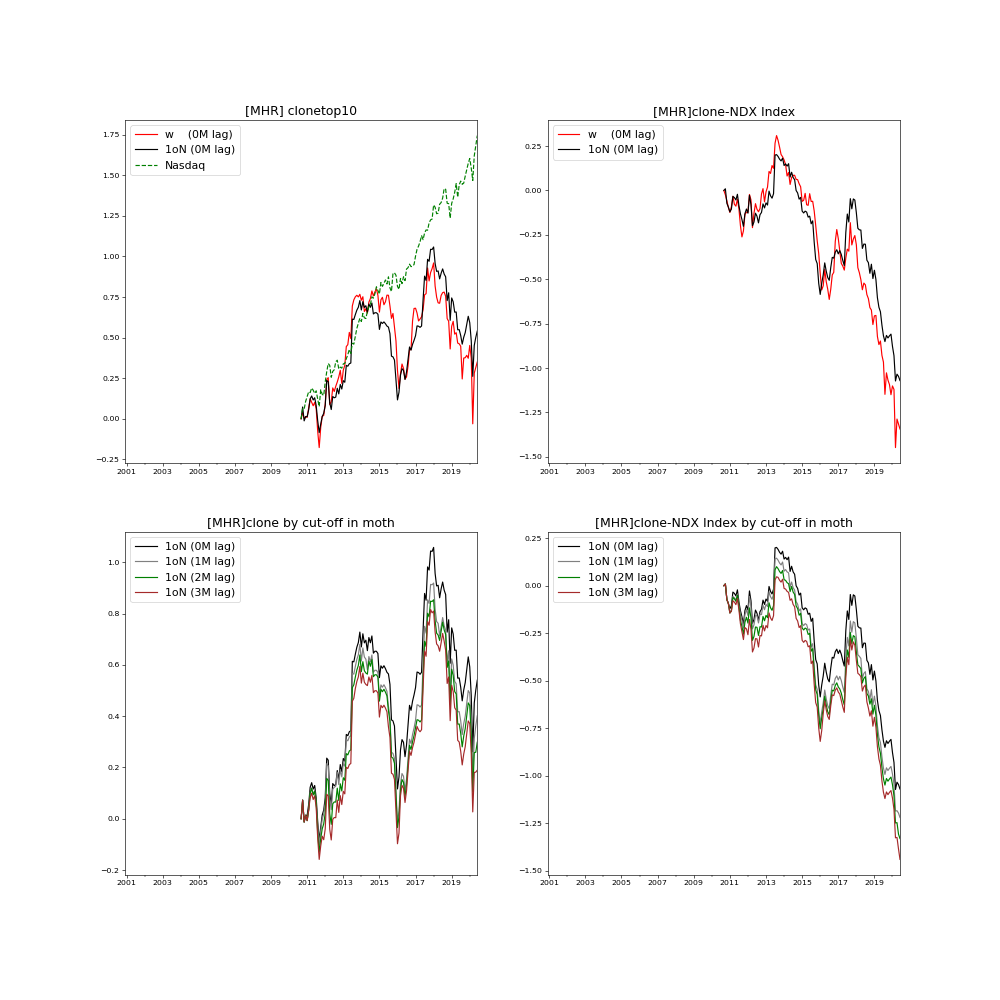 [MHR] clonetop10
w (0M lag)
1oN (0M lag)
Nasdaq
1.75
1.50
1.25
1.00
0.75
0.50
0.25
0.00
−0.25
2001 2003 2005 2007 2009 2011 2013 2015 2017 2019
[MHR]clone-NDX Index
w (0M lag)
1oN (0M lag)
0.25
0.00
−0.25
−0.50
−0.75
−1.00
−1.25
−1.50
2001 2003 2005 2007 2009 2011 2013 2015 2017 2019
[MHR]clone by cut-off in moth
1oN (0M lag)
1oN (1M lag)
1oN (2M lag)
1oN (3M lag)
1.0
0.8
0.6
0.4
0.2
0.0
−0.2
2001 2003 2005 2007 2009 2011 2013 2015 2017 2019
[MHR]clone-NDX Index by cut-off in moth
1oN (0M lag)
1oN (1M lag)
1oN (2M lag)
1oN (3M lag)
0.25
0.00
−0.25
−0.50
−0.75
−1.00
−1.25
−1.50
2001 2003 2005 2007 2009 2011 2013 2015 2017 2019